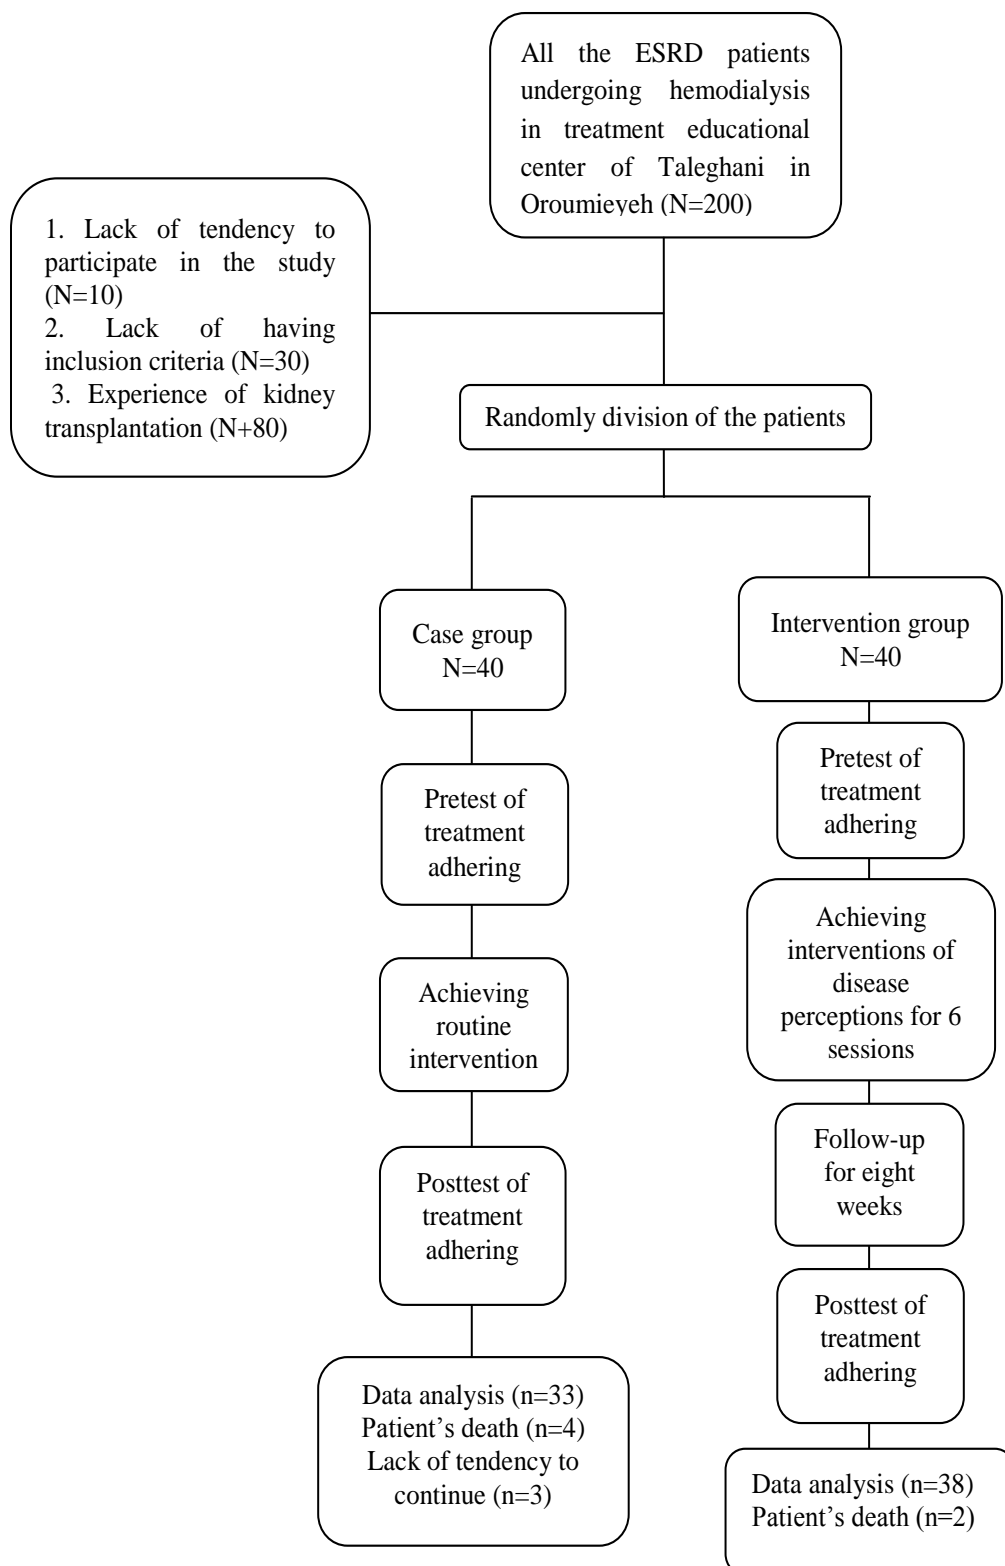 All the ESRD patients
undergoing hemodialysis
in treatment educational
center of Taleghani in
Oroumieyeh (N=200)
1. Lack of tendency to
participate in the study
(N=10)
2. Lack of having
inclusion criteria (N=30)
3. Experience of kidney
transplantation (N+80)
Randomly division of the patients
Case group
N=40
Intervention group
N=40
Pretest of
treatment
adhering
Pretest of
treatment
adhering
Achieving
routine
intervention
Achieving
interventions of
disease
perceptions for 6
sessions
Posttest of
treatment
adhering
Follow-up
for eight
weeks
Posttest of
treatment
adhering
Data analysis (n=33)
Patient’s death (n=4)
Lack of tendency to
continue (n=3)
Data analysis (n=38)
Patient’s death (n=2)